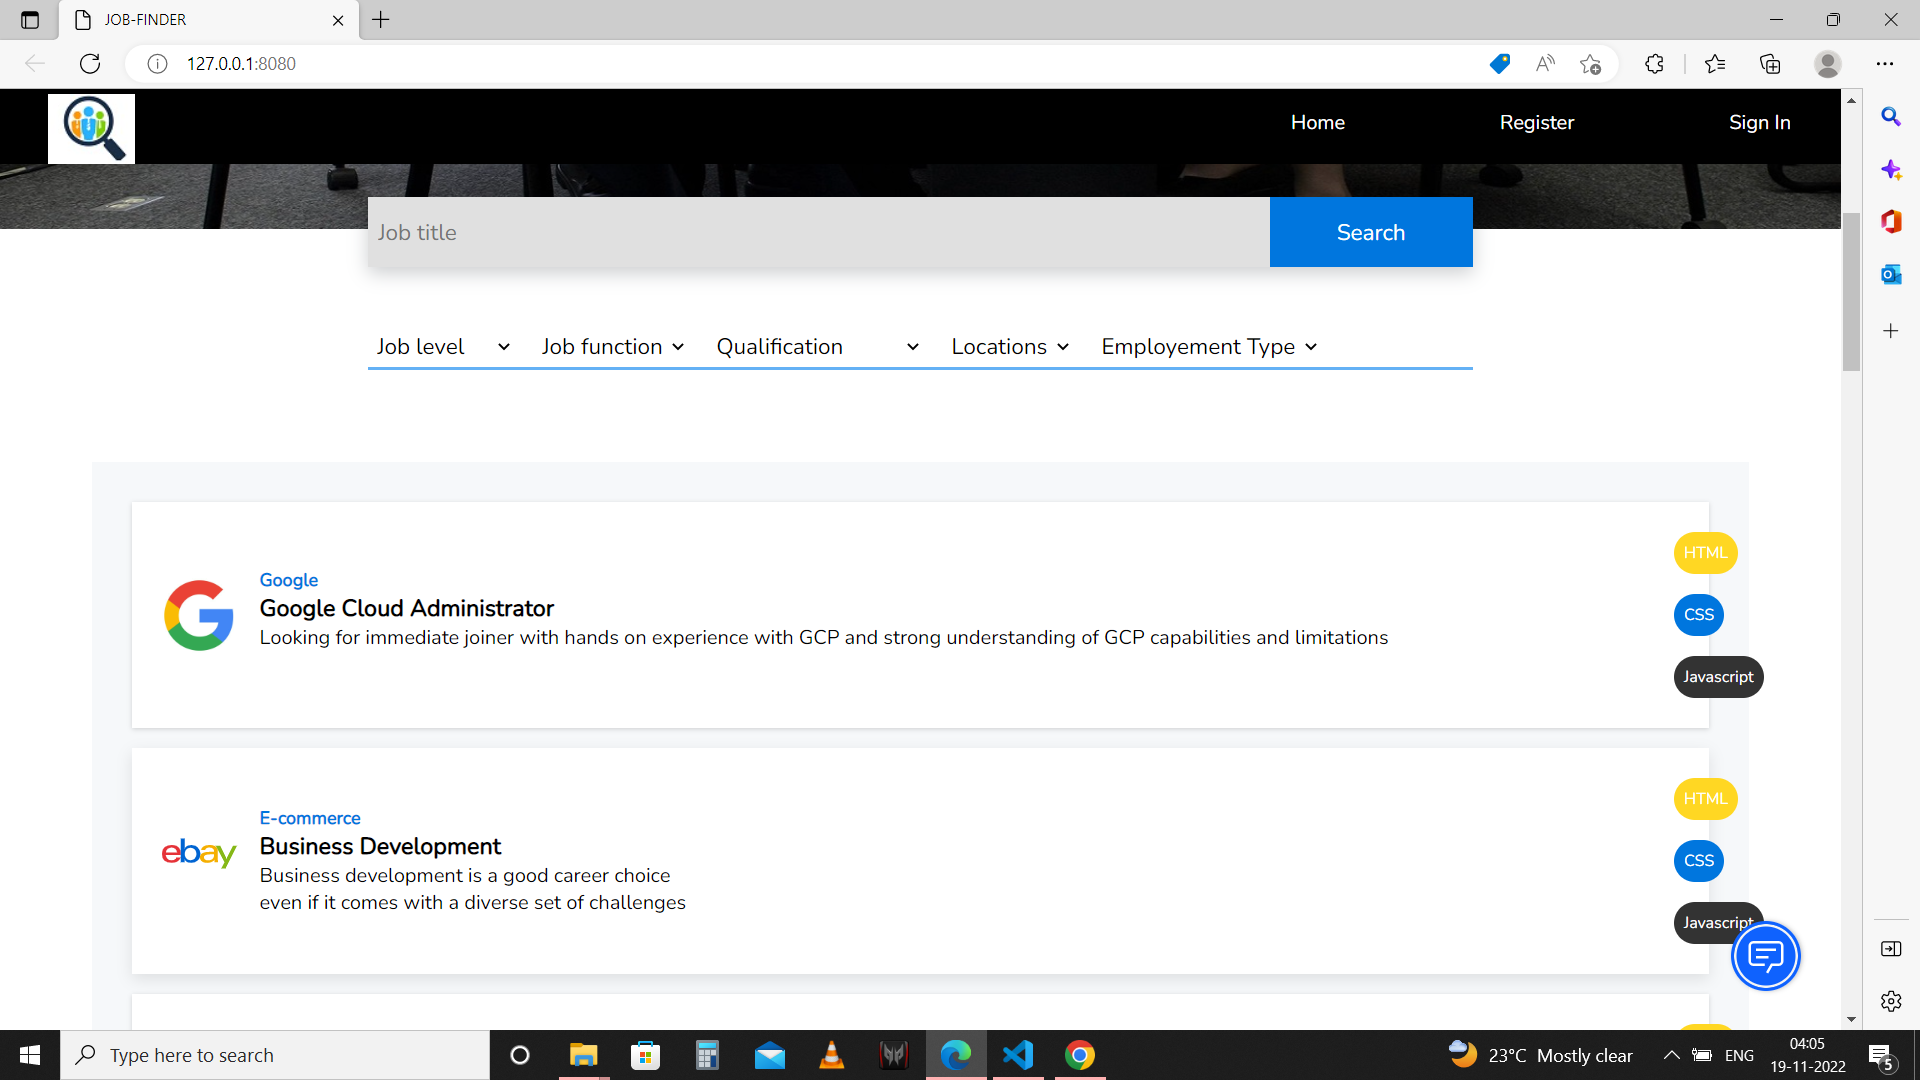 JOB-FINDER
127.0.0.1:8080
Home Register Sign In
Job title Search
Job level Job function Qualification Locations Employement Type
HTML
Google
Google Cloud Administrator
CSS
Looking for immediate joiner with hands on experience with GCP and strong understanding of GCP capabilities and limitations
Javascript
HTML
E-commerce
Business Development
ebay
CSS
Business development is a good career choice
even if it comes with a diverse set of challenges
Javascript
Type here to search
23°C Mostly clear
ENG
04:05
19-11-2022
5